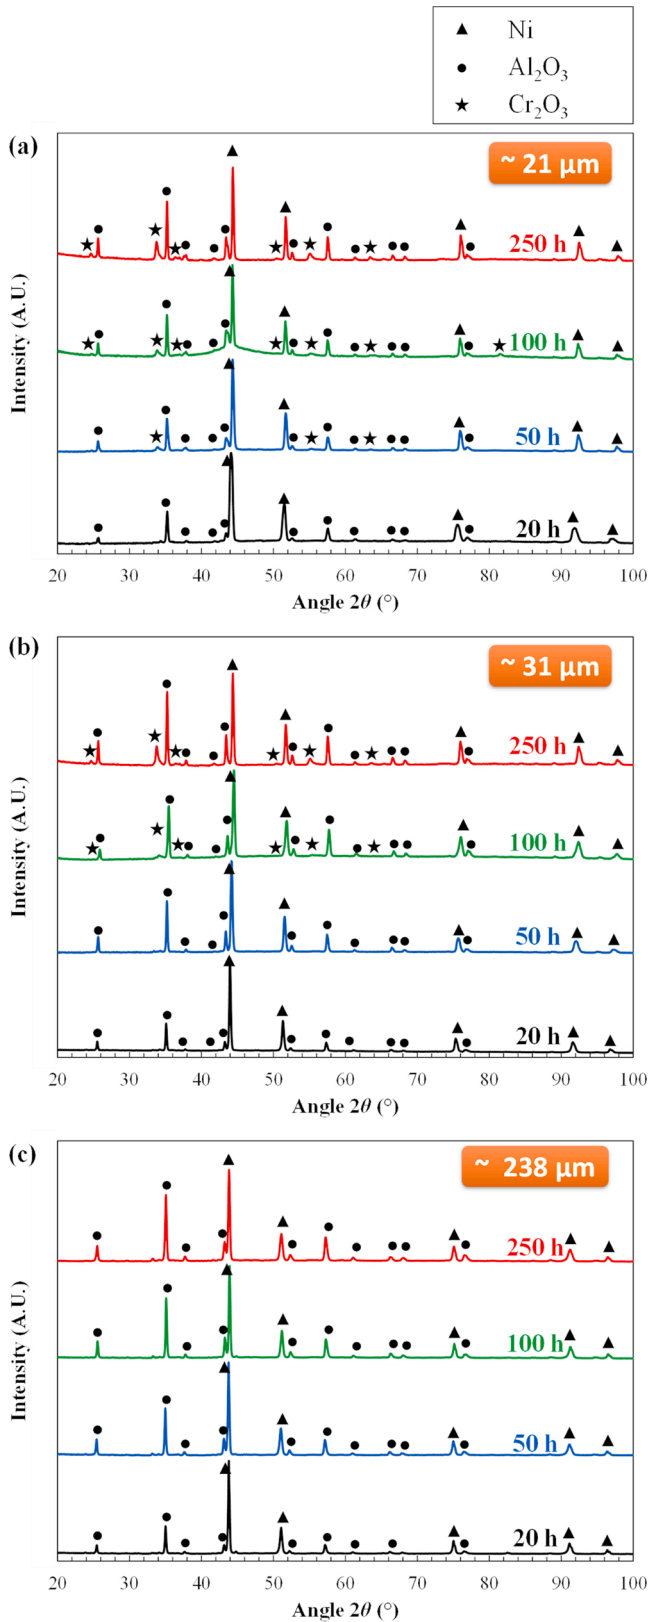 Ni
Al₂O₃
Cr₂O₃
(a)
~ 21 μm
250 h
100 h
50 h
20 h
Intensity (A.U.)
20 30 40 50 60 70 80 90 100
Angle 2θ (°)
(b)
~ 31 μm
250 h
100 h
50 h
20 h
Intensity (A.U.)
20 30 40 50 60 70 80 90 100
Angle 2θ (°)
(c)
~ 238 μm
250 h
100 h
50 h
20 h
Intensity (A.U.)
20 30 40 50 60 70 80 90 100
Angle 2θ (°)